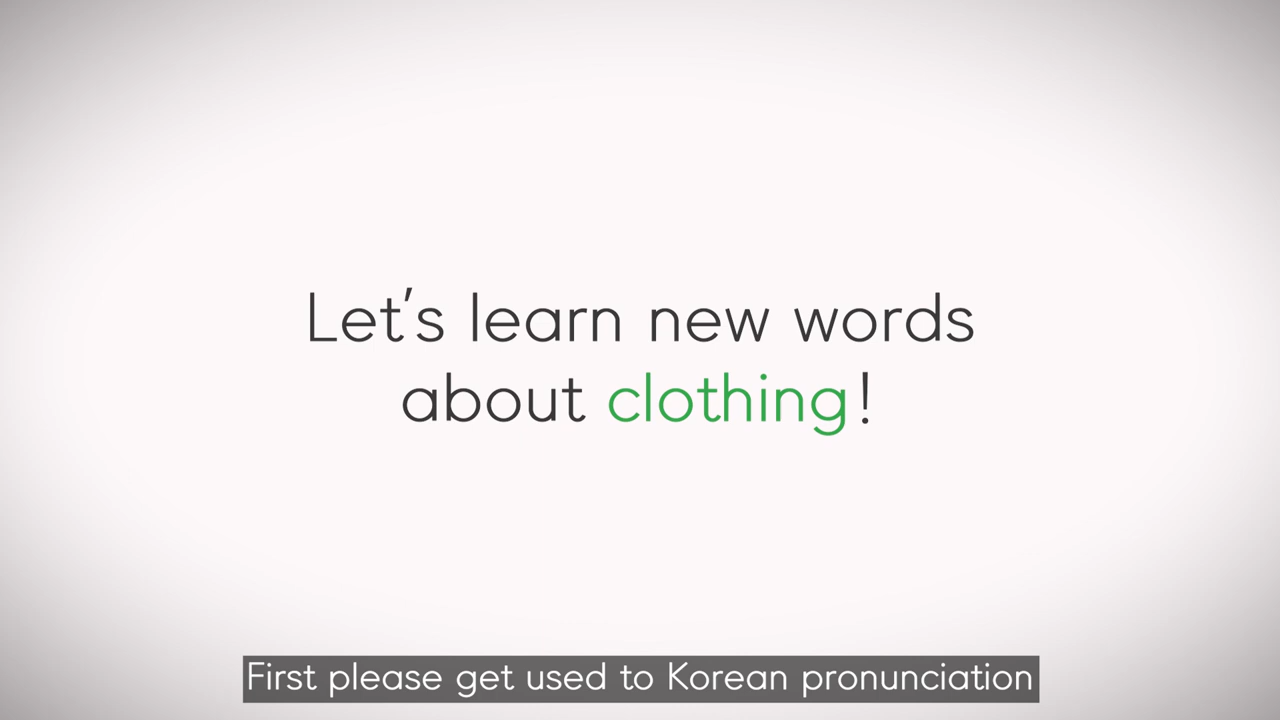 Let's learn new words
about clothing!
First please get used to Korean pronunciation